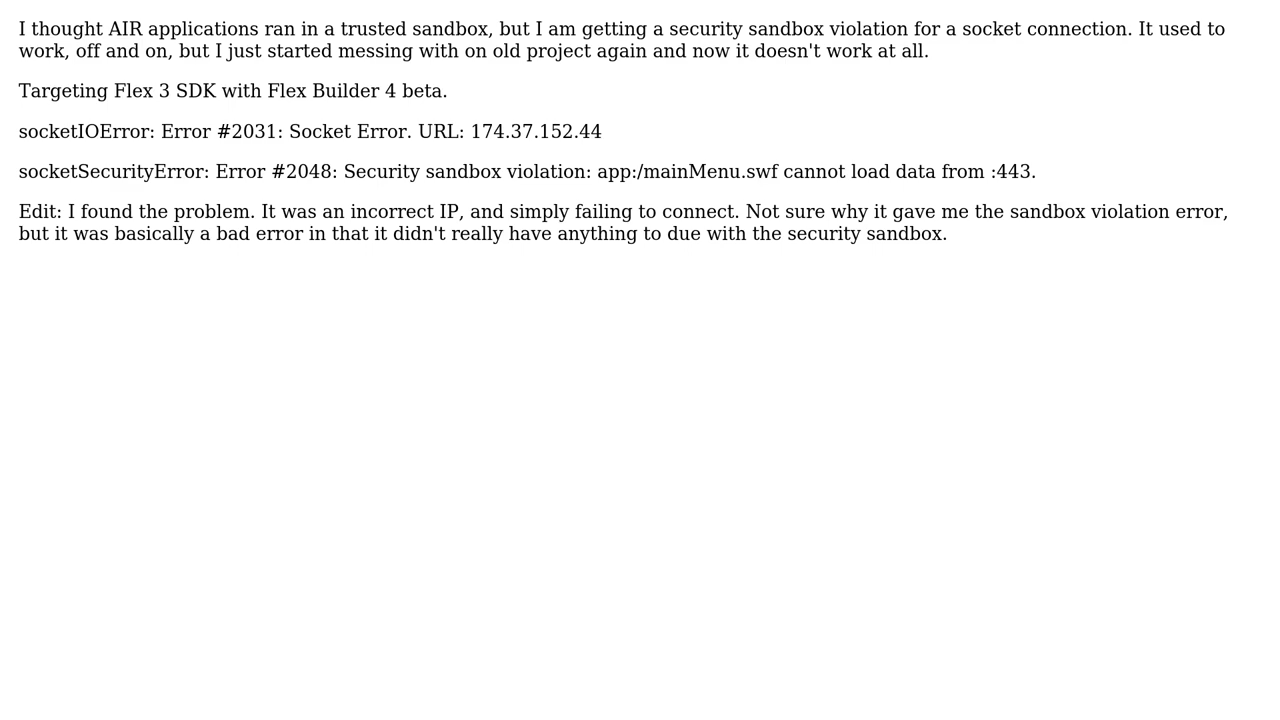 I thought AIR applications ran in a trusted sandbox, but I am getting a security sandbox violation for a socket connection. It used to
work, off and on, but I just started messing with on old project again and now it doesn't work at all.
Targeting Flex 3 SDK with Flex Builder 4 beta.
socketIOError: Error #2031: Socket Error. URL: 174.37.152.44
socketSecurityError: Error #2048: Security sandbox violation: app:/mainMenu.swf cannot load data from :443.
Edit: I found the problem. It was an incorrect IP, and simply failing to connect. Not sure why it gave me the sandbox violation error,
but it was basically a bad error in that it didn't really have anything to due with the security sandbox.